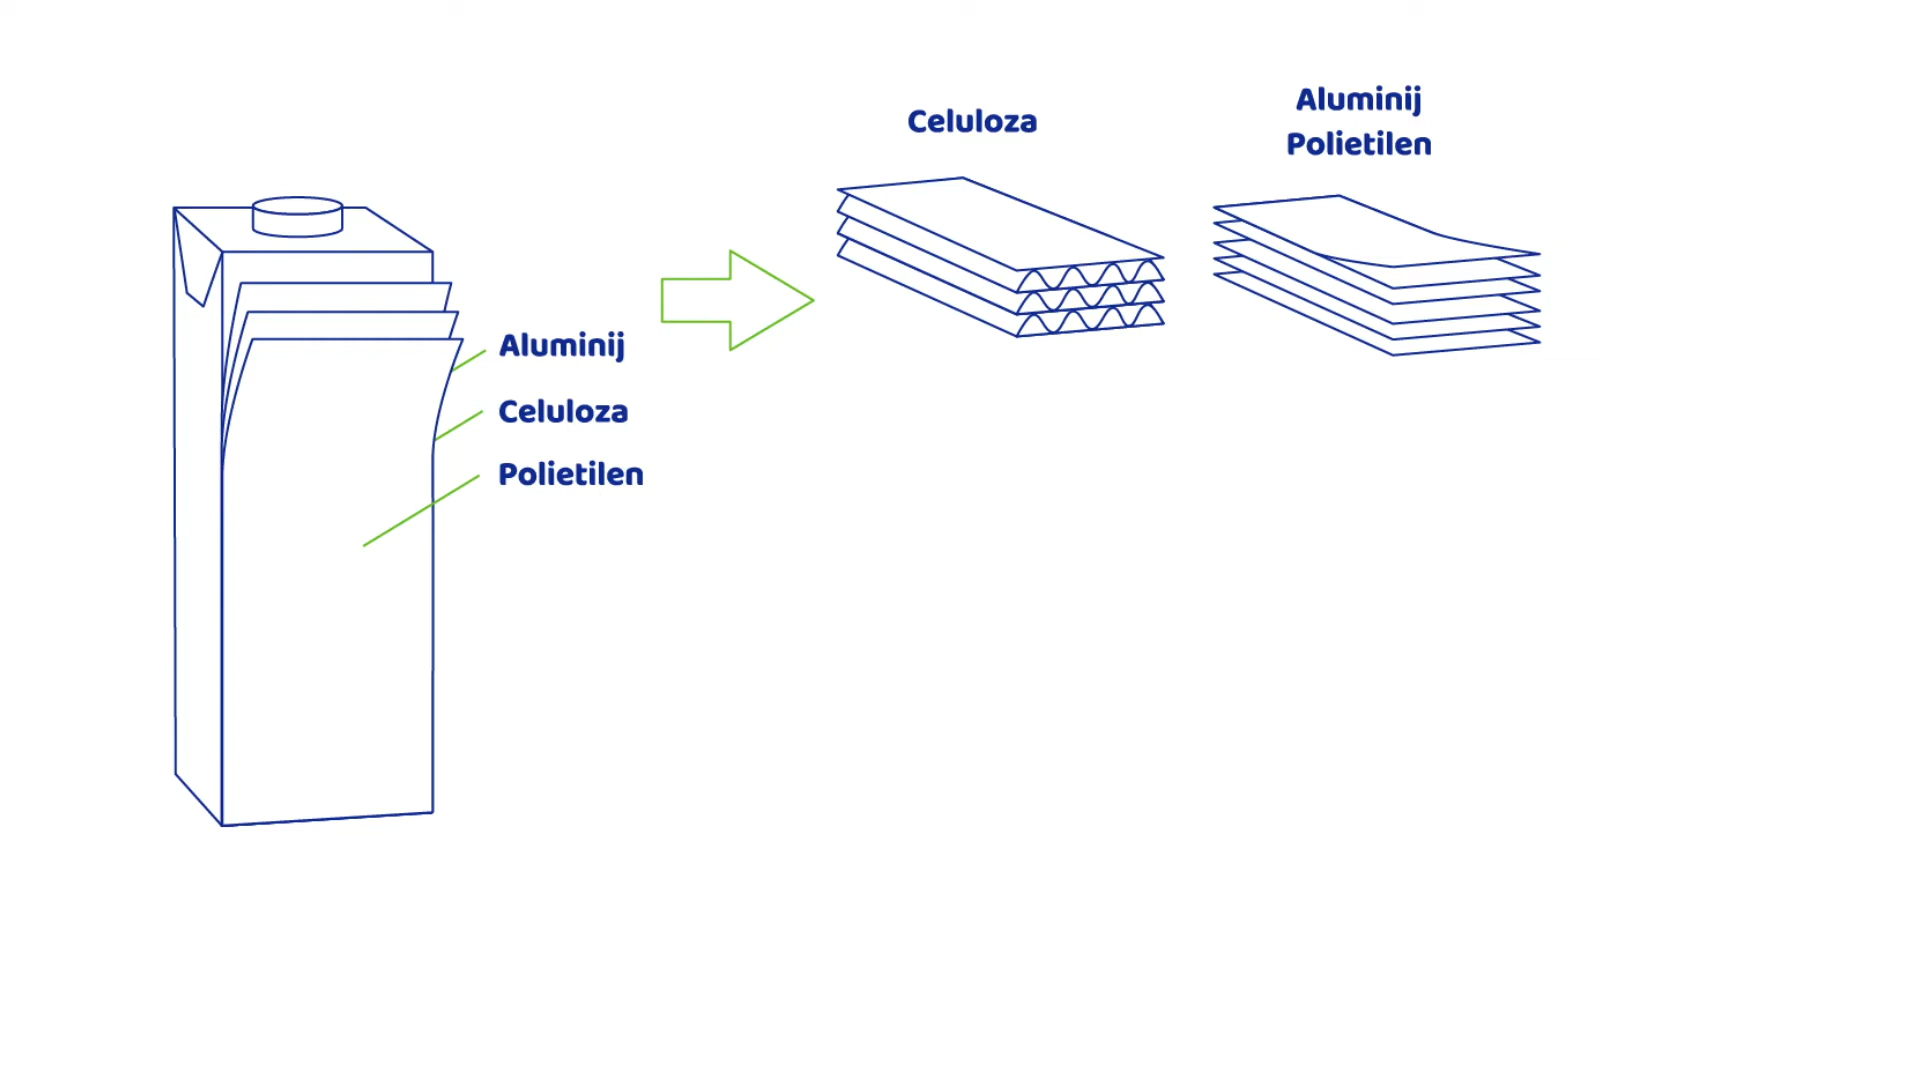 Aluminij
Celuloza
Polietilen
Celuloza
Aluminij
Polietilen